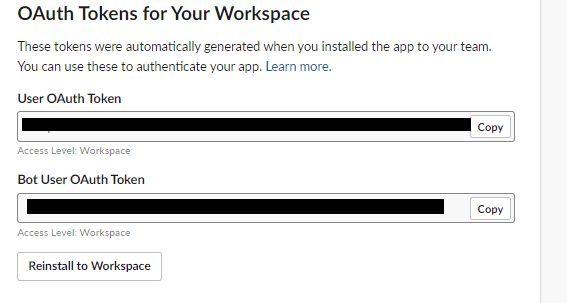 OAuth Tokens for Your Workspace
These tokens were automatically generated when you installed the app to your team.
You can use these to authenticate your app. Learn more.
User OAuth Token
Copy
Access Level: Workspace
Bot User OAuth Token
Copy
Access Level: Workspace
Reinstall to Workspace